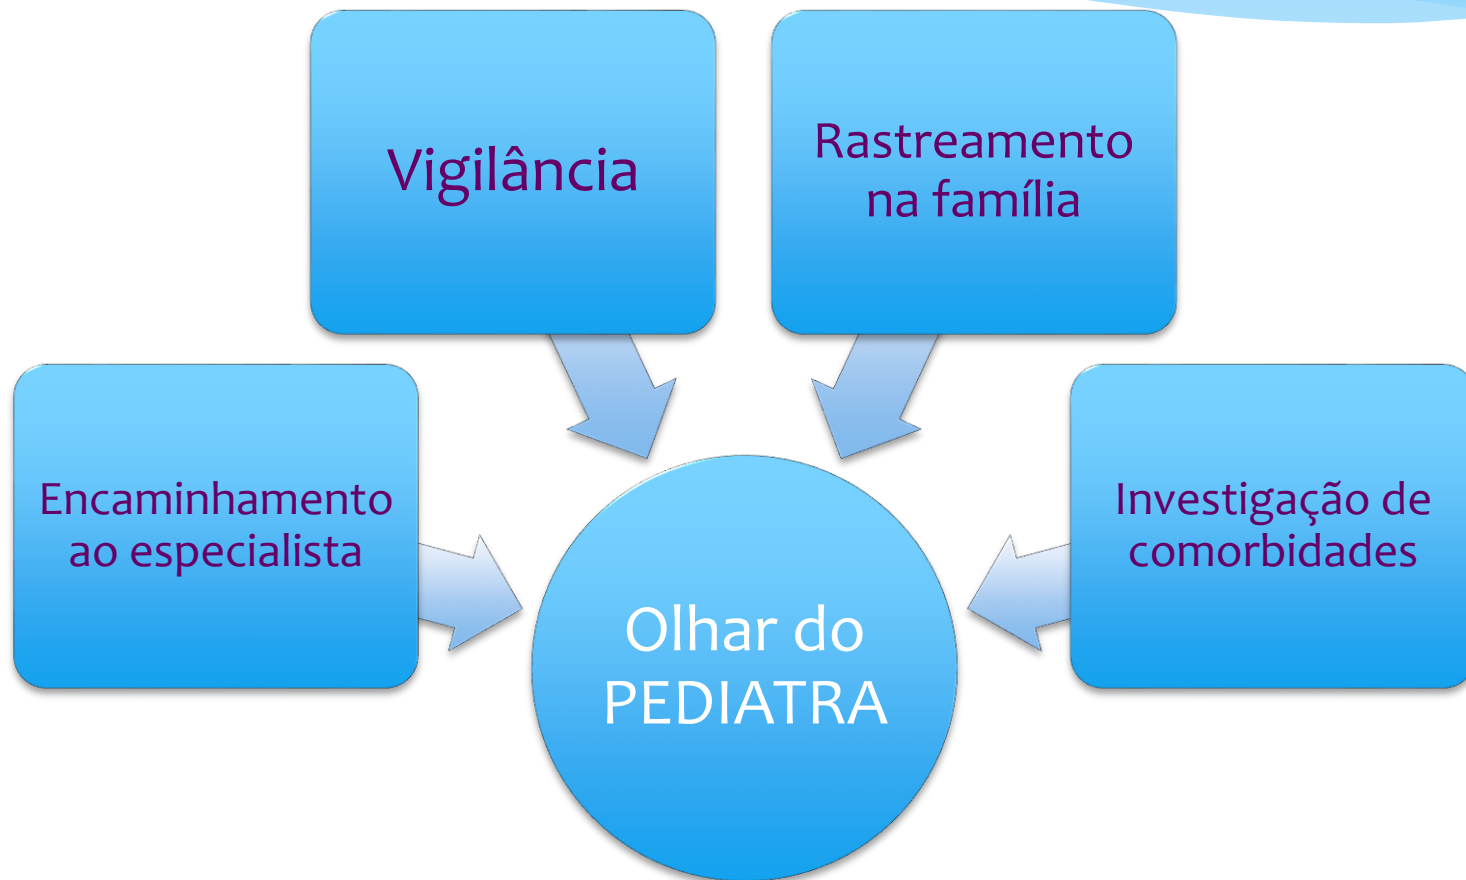 Vigilância
Rastreamento
na família
Encaminhamento
ao especialista
Investigação de
comorbidades
Olhar do
PEDIATRA